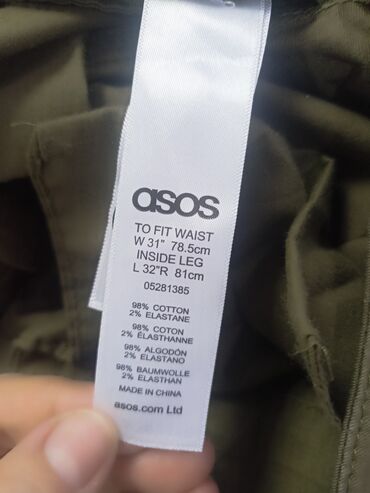 asos
TO FIT WAIST
W 31" 78.5cm
INSIDE LEG
L 32"R 81cm
05281385
98% COTTON
2% ELASTANE
98% COTON
2% ELASTHANNE
98% ALGODÓN
2% ELASTANO
98% BAUMWOLLE
2% ELASTHAN
MADE IN CHINA
asos.com Ltd